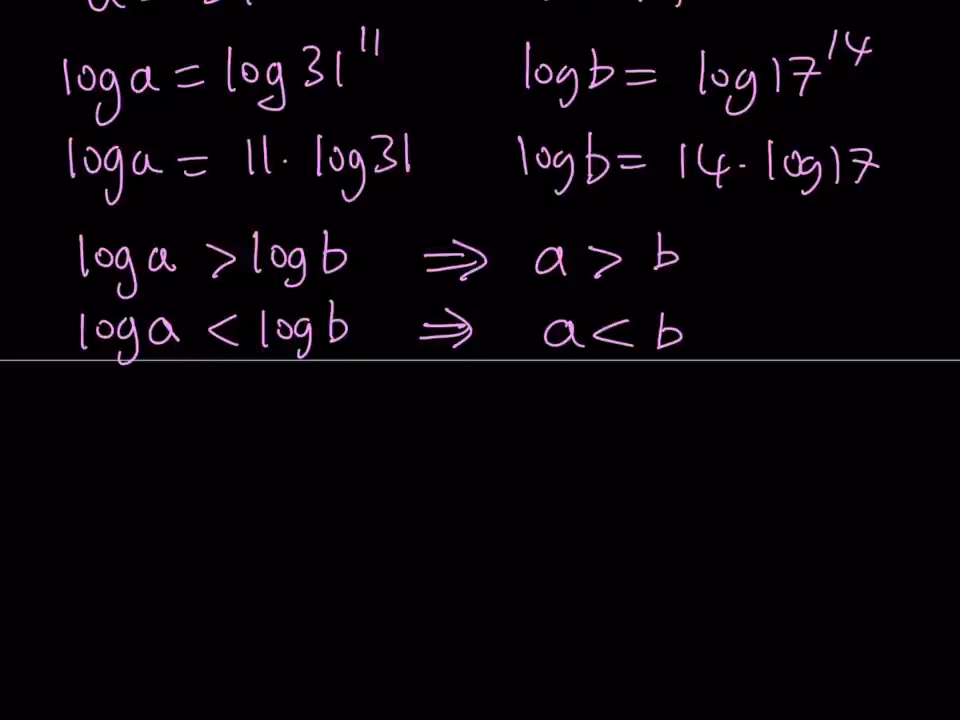 log a = log 31^11 log b = log 17^14
log a = 11 · log 31 log b = 14 · log 17
log a > log b ⇒ a > b
log a < log b ⇒ a < b